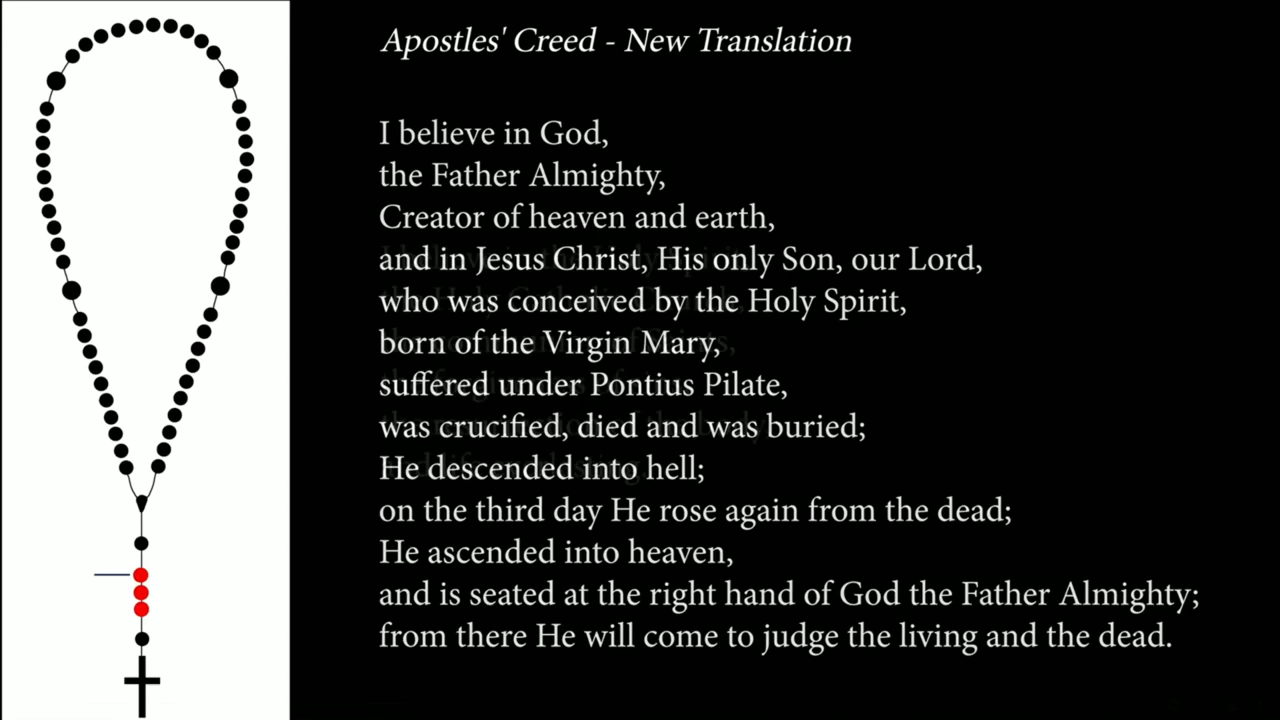 Apostles' Creed - New Translation
I believe in God,
the Father Almighty,
Creator of heaven and earth,
and in Jesus Christ, His only Son, our Lord,
who was conceived by the Holy Spirit,
born of the Virgin Mary,
suffered under Pontius Pilate,
was crucified, died and was buried;
He descended into hell;
on the third day He rose again from the dead;
He ascended into heaven,
and is seated at the right hand of God the Father Almighty;
from there He will come to judge the living and the dead.